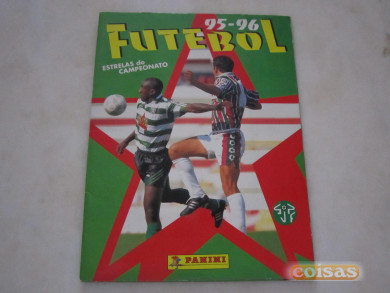 95-96
FUTEBOL
ESTRELAS do
CAMPEONATO
PANINI
coisas